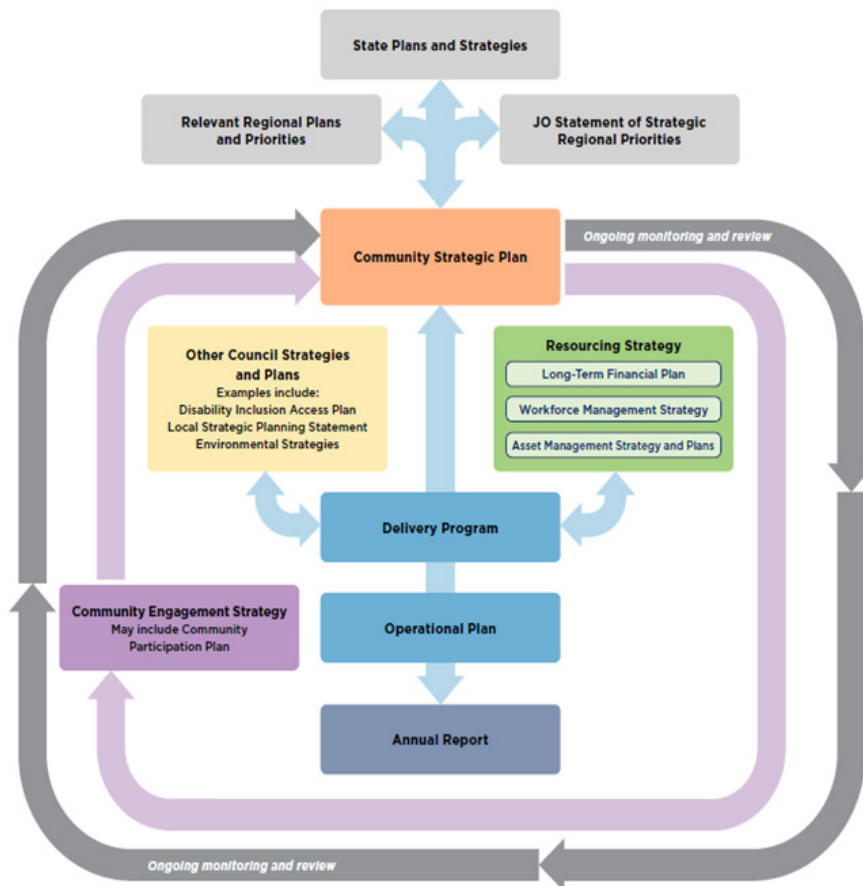 State Plans and Strategies
Relevant Regional Plans
and Priorities
JO Statement of Strategic
Regional Priorities
Community Strategic Plan
Ongoing monitoring and review
Other Council Strategies
and Plans
Examples include:
Disability Inclusion Access Plan
Local Strategic Planning Statement
Environmental Strategies
Resourcing Strategy
Long-Term Financial Plan
Workforce Management Strategy
Asset Management Strategy and Plans
Delivery Program
Community Engagement Strategy
May include Community
Participation Plan
Operational Plan
Annual Report
Ongoing monitoring and review